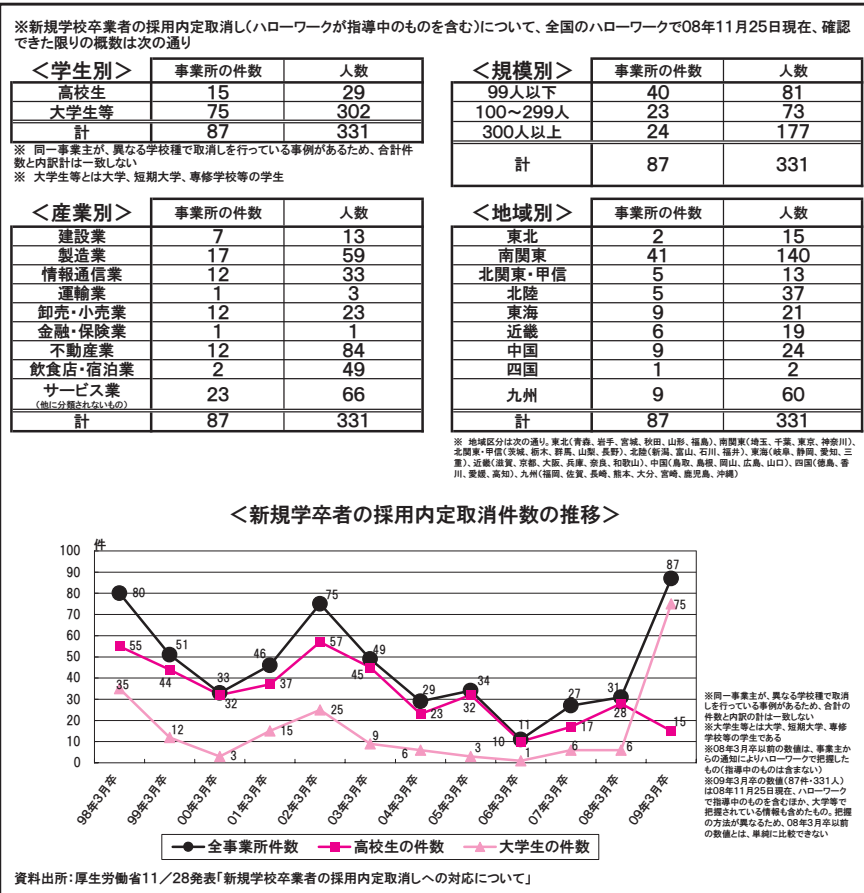 ※新規学校卒業者の採用内定取消し(ハローワークが指導中のものを含む)について、全国のハローワークで08年11月25日現在、確認
できた限りの概数は次の通り
＜学生別＞ 事業所の件数 人数
高校生 15 29
大学生等 75 302
計 87 331
※ 同一事業主が、異なる学校種で取消しを行っている事例があるため、合計件
数と内訳計は一致しない
※ 大学生等とは大学、短期大学、専修学校等の学生
＜規模別＞ 事業所の件数 人数
99人以下 40 81
100～299人 23 73
300人以上 24 177
計 87 331
＜産業別＞ 事業所の件数 人数
建設業 7 13
製造業 17 59
情報通信業 12 33
運輸業 1 3
卸売・小売業 12 23
金融・保険業 1 1
不動産業 12 84
飲食店・宿泊業 2 49
サービス業 23 66
(他に分類されないもの)
計 87 331
＜地域別＞ 事業所の件数 人数
東北 2 15
南関東 41 140
北関東・甲信 5 13
北陸 5 37
東海 9 21
近畿 6 19
中国 9 24
四国 1 2
九州 9 60
計 87 331
※ 地域区分は次の通り。東北(青森、岩手、宮城、秋田、山形、福島)、南関東(埼玉、千葉、東京、神奈川)、
北関東・甲信(茨城、栃木、群馬、山梨、長野)、北陸(新潟、富山、石川、福井)、東海(岐阜、静岡、愛知、三
重)、近畿(滋賀、京都、大阪、兵庫、奈良、和歌山)、中国(鳥取、島根、岡山、広島、山口)、四国(徳島、香
川、愛媛、高知)、九州(福岡、佐賀、長崎、熊本、大分、宮崎、鹿児島、沖縄)
＜新規学卒者の採用内定取消件数の推移＞
件
100
90
80
70
60
50
40
30
20
10
0
80 51 33 46 75 49 29 34 11 27 31 87
55 44 32 37 57 45 23 32 10 17 28 15
35 12 3 15 25 9 6 3 1 6 6 75
98年3月卒 99年3月卒 00年3月卒 01年3月卒 02年3月卒 03年3月卒 04年3月卒 05年3月卒 06年3月卒 07年3月卒 08年3月卒 09年3月卒
全事業所件数 高校生の件数 大学生の件数
※同一事業主が、異なる学校種で取消
しを行っている事例があるため、合計の
件数と内訳の計は一致しない
※大学生等とは大学、短期大学、専修
学校等の学生である
※08年3月卒以前の数値は、事業主か
らの通知によりハローワークで把握した
もの(指導中のものは含まない)
※09年3月卒の数値(87件・331人)
は08年11月25日現在、ハローワーク
で指導中のものを含むほか、大学等で
把握されている情報も含めたもの。把握
の方法が異なるため、08年3月卒以前
の数値とは、単純に比較できない
資料出所：厚生労働省11／28発表「新規学校卒業者の採用内定取消しへの対応について」